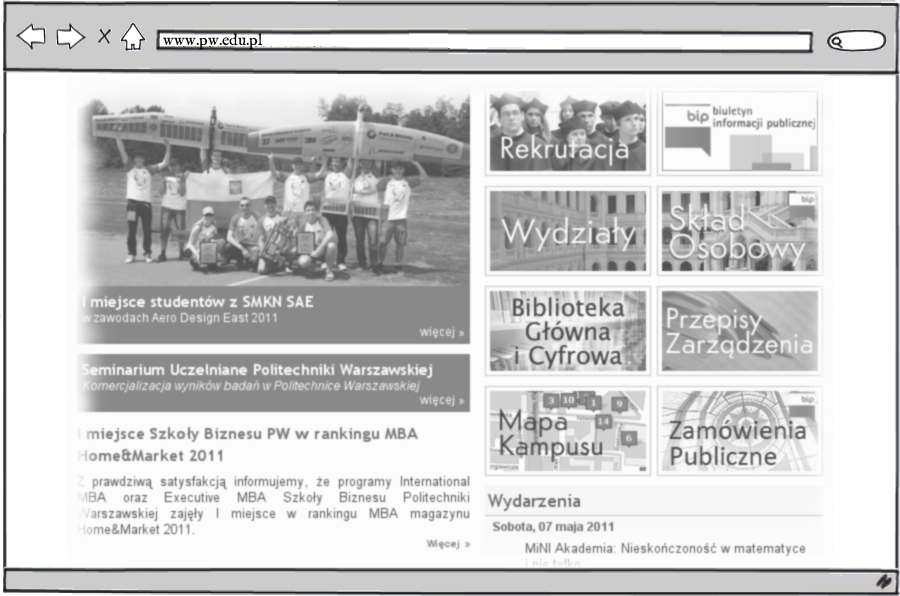 www.pw.edu.pl
I miejsce studentów z SMKN SAE
w zawodach Aero Design East 2011
więcej »
Seminarium Uczelniane Politechniki Warszawskiej
Komercjalizacja wyników badań w Politechnice Warszawskiej
więcej »
I miejsce Szkoły Biznesu PW w rankingu MBA
Home&Market 2011
Z prawdziwą satysfakcją informujemy, że programy International
MBA oraz Executive MBA Szkoły Biznesu Politechniki
Warszawskiej zajęły I miejsce w rankingu MBA magazynu
Home&Market 2011.
Więcej »
Rekrutacja
bip biuletyn
informacji publicznej
Wydziały
bip
Skład
Osobowy
Biblioteka
Główna
i Cyfrowa
Przepisy
Zarządzenia
3 10 1 9
14
6
Mapa
Kampusu
bip
Zamówienia
Publiczne
Wydarzenia
Sobota, 07 maja 2011
MiNI Akademia: Nieskończoność w matematyce
i nie tylko